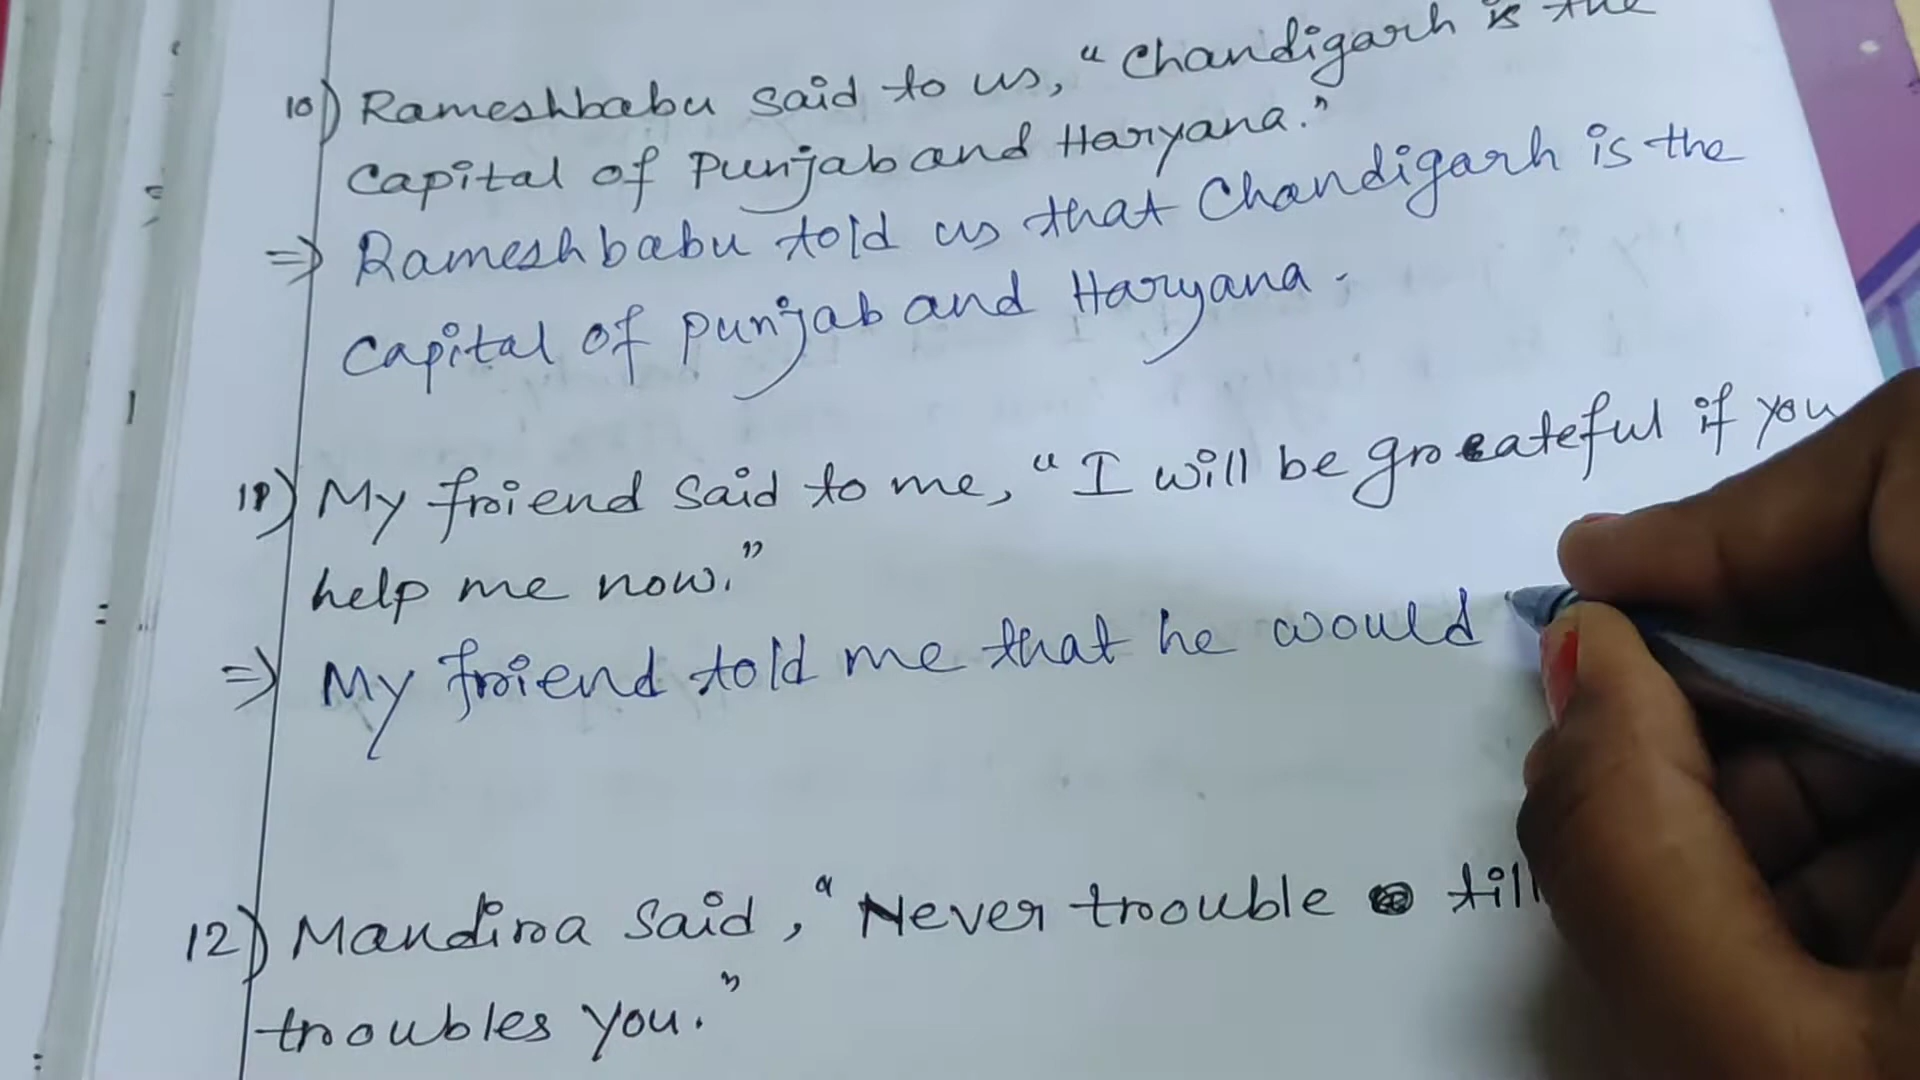 10) Rameshbabu said to us, "Chandigarh is the
Capital of Punjab and Haryana."
⇒ Rameshbabu told us that Chandigarh is the
Capital of punjab and Haryana.
11) My friend said to me, "I will be greateful if you
help me now."
⇒ My friend told me that he would
12) Mandira said, "Never trouble till
troubles you."